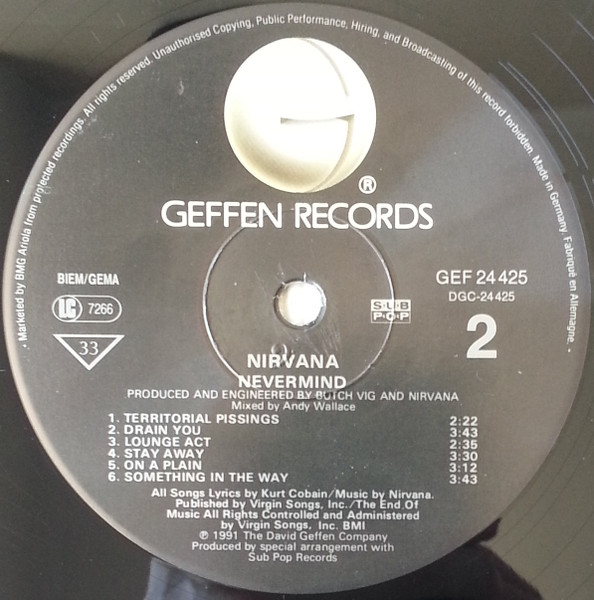 • Marketed by BMG Ariola from protected recordings. All rights reserved. Unauthorised Copying, Public Performance, Hiring, and Broadcasting of this record forbidden. Made in Germany. Fabriqué en Allemagne. •
®
GEFFEN RECORDS
BIEM/GEMA
LC 7266
33
GEF 24 425
DGC-24 425
SUB
POP
2
NIRVANA
NEVERMIND
PRODUCED AND ENGINEERED BY BUTCH VIG AND NIRVANA
Mixed by Andy Wallace
1. TERRITORIAL PISSINGS 2:22
2. DRAIN YOU 3:43
3. LOUNGE ACT 2:35
4. STAY AWAY 3:30
5. ON A PLAIN 3:12
6. SOMETHING IN THE WAY 3:43
All Songs Lyrics by Kurt Cobain/Music by Nirvana.
Published by Virgin Songs, Inc./The End Of
Music All Rights Controlled and Administered
by Virgin Songs, Inc. BMI
℗ 1991 The David Geffen Company
Produced by special arrangement with
Sub Pop Records